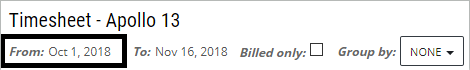 Timesheet - Apollo 13
From: Oct 1, 2018 To: Nov 16, 2018 Billed only: Group by: NONE